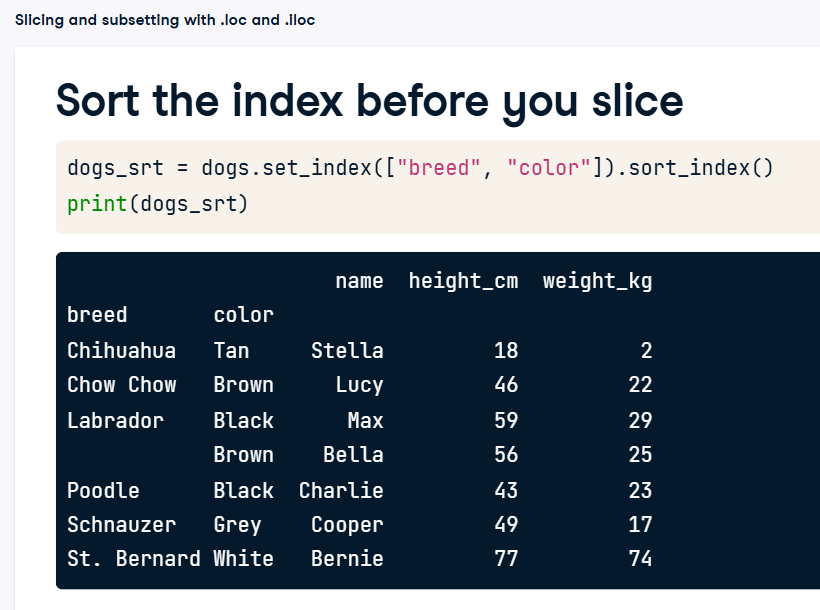 Slicing and subsetting with .loc and .iloc
Sort the index before you slice
dogs_srt = dogs.set_index(["breed", "color"]).sort_index()
print(dogs_srt)
name height_cm weight_kg
breed color
Chihuahua Tan Stella 18 2
Chow Chow Brown Lucy 46 22
Labrador Black Max 59 29
Brown Bella 56 25
Poodle Black Charlie 43 23
Schnauzer Grey Cooper 49 17
St. Bernard White Bernie 77 74